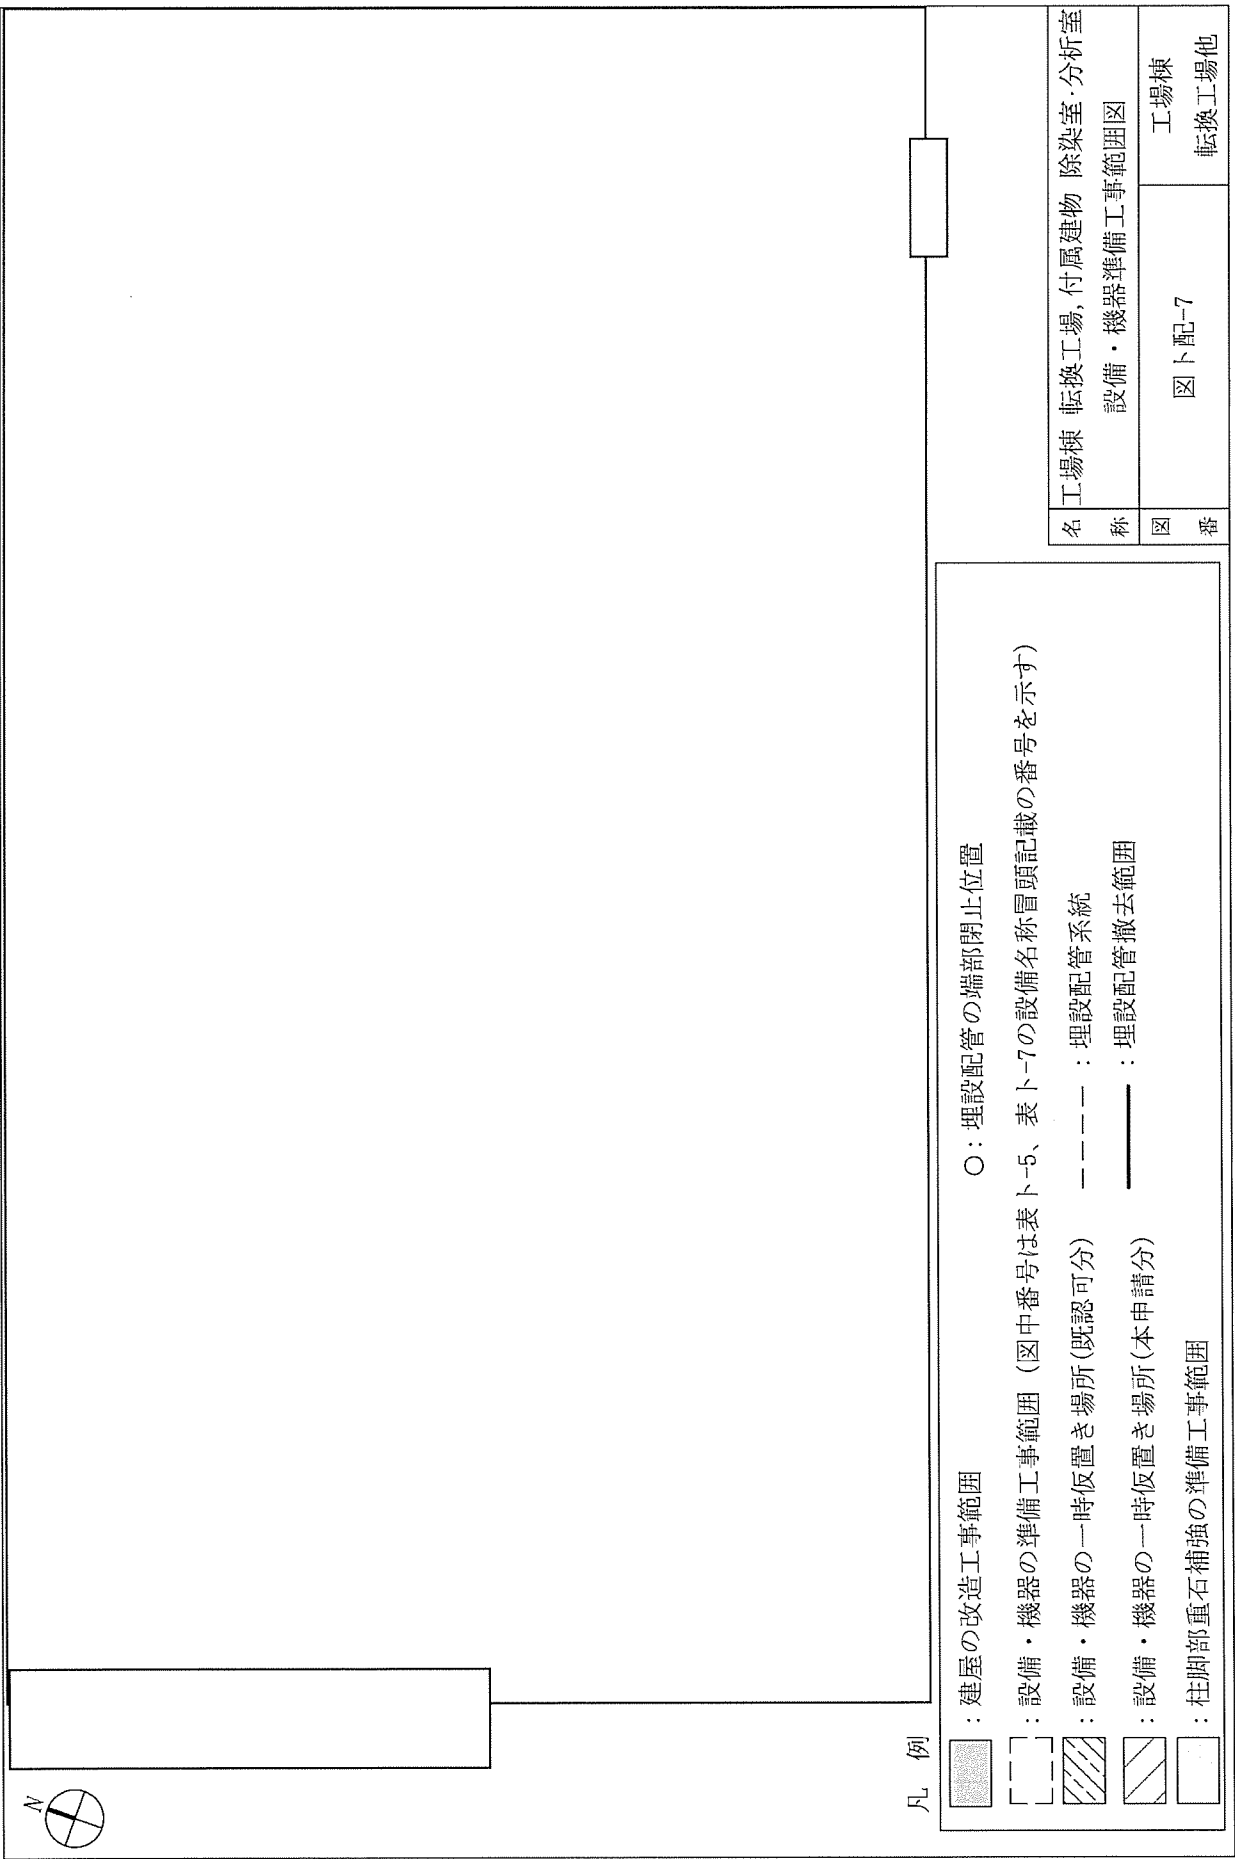 N
凡 例
：建屋の改造工事範囲
○：埋設配管の端部閉止位置
：設備・機器の準備工事範囲（図中番号は表ト-5、表ト-7の設備名称冒頭記載の番号を示す）
：設備・機器の一時仮置き場所(既認可分)
：埋設配管系統
：設備・機器の一時仮置き場所(本申請分)
：埋設配管撤去範囲
：柱脚部重石補強の準備工事範囲
名称
工場棟 転換工場,付属建物 除染室・分析室
設備・機器準備工事範囲図
図番
図ト配-7
工場棟
転換工場他